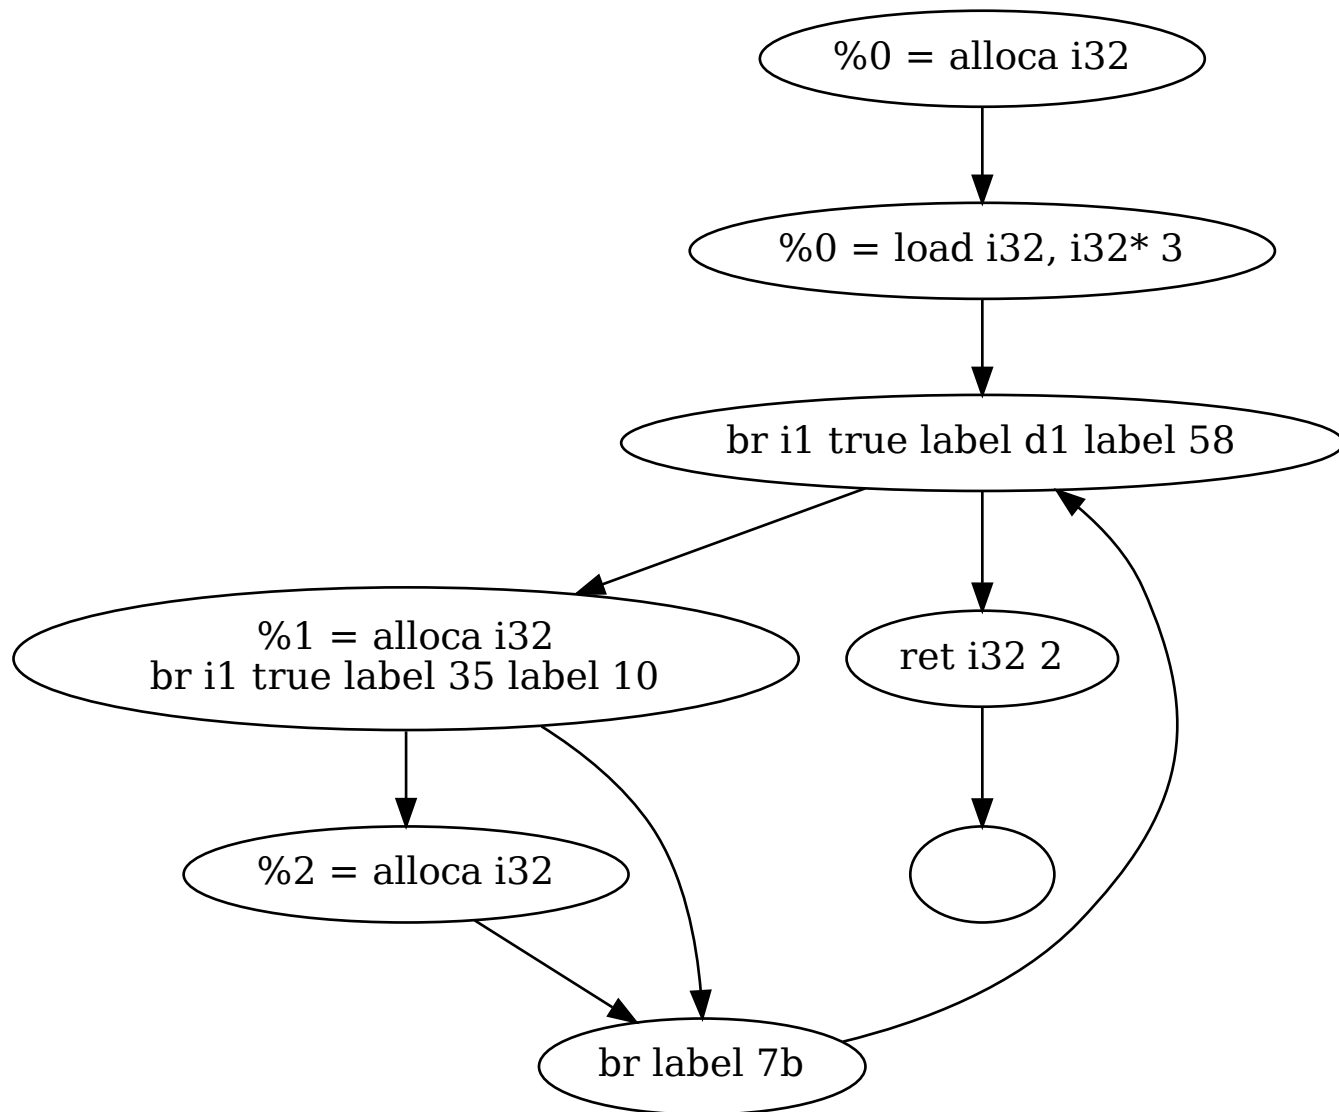 %0 = alloca i32
%0 = load i32, i32* 3
br i1 true label d1 label 58
%1 = alloca i32
br i1 true label 35 label 10
ret i32 2
%2 = alloca i32
br label 7b